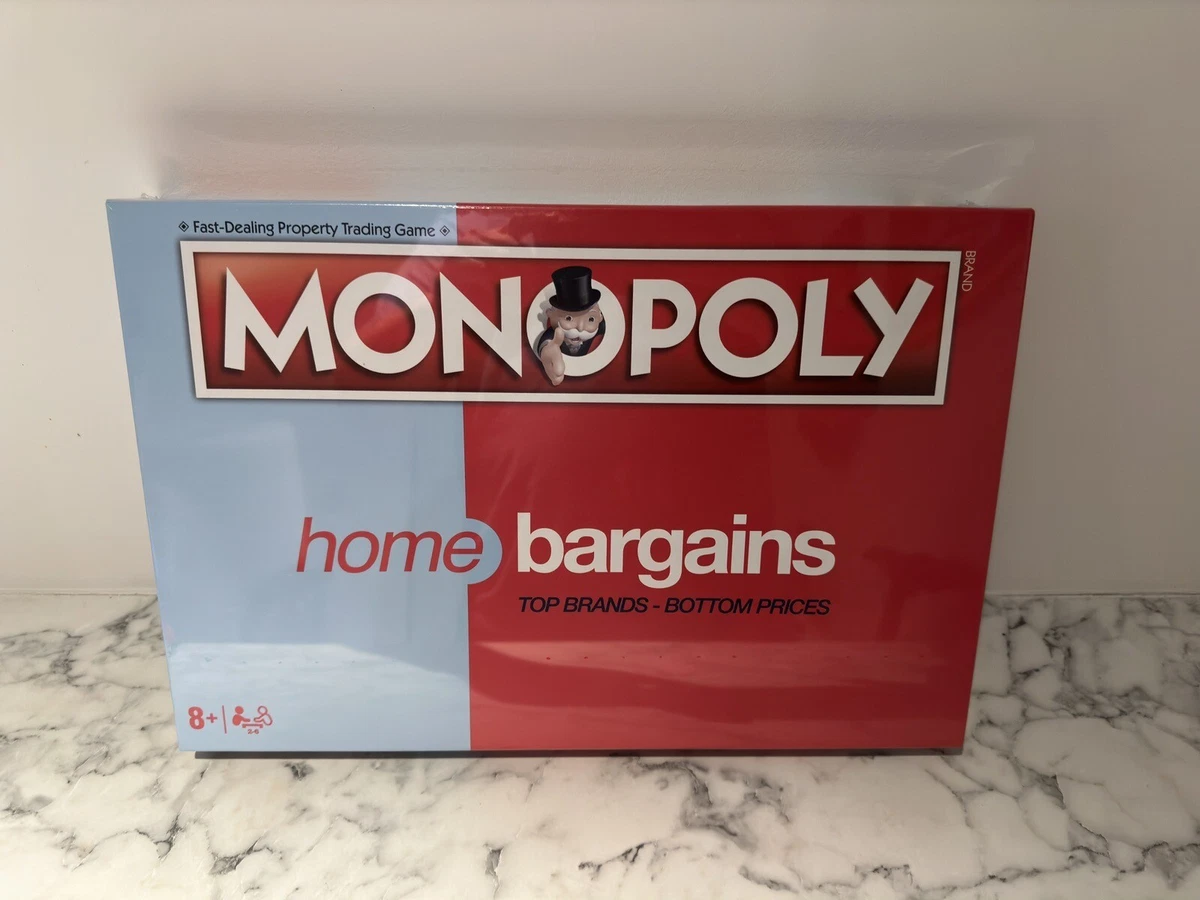 Fast-Dealing Property Trading Game
BRAND
MONOPOLY
home bargains
TOP BRANDS - BOTTOM PRICES
8+
2-6